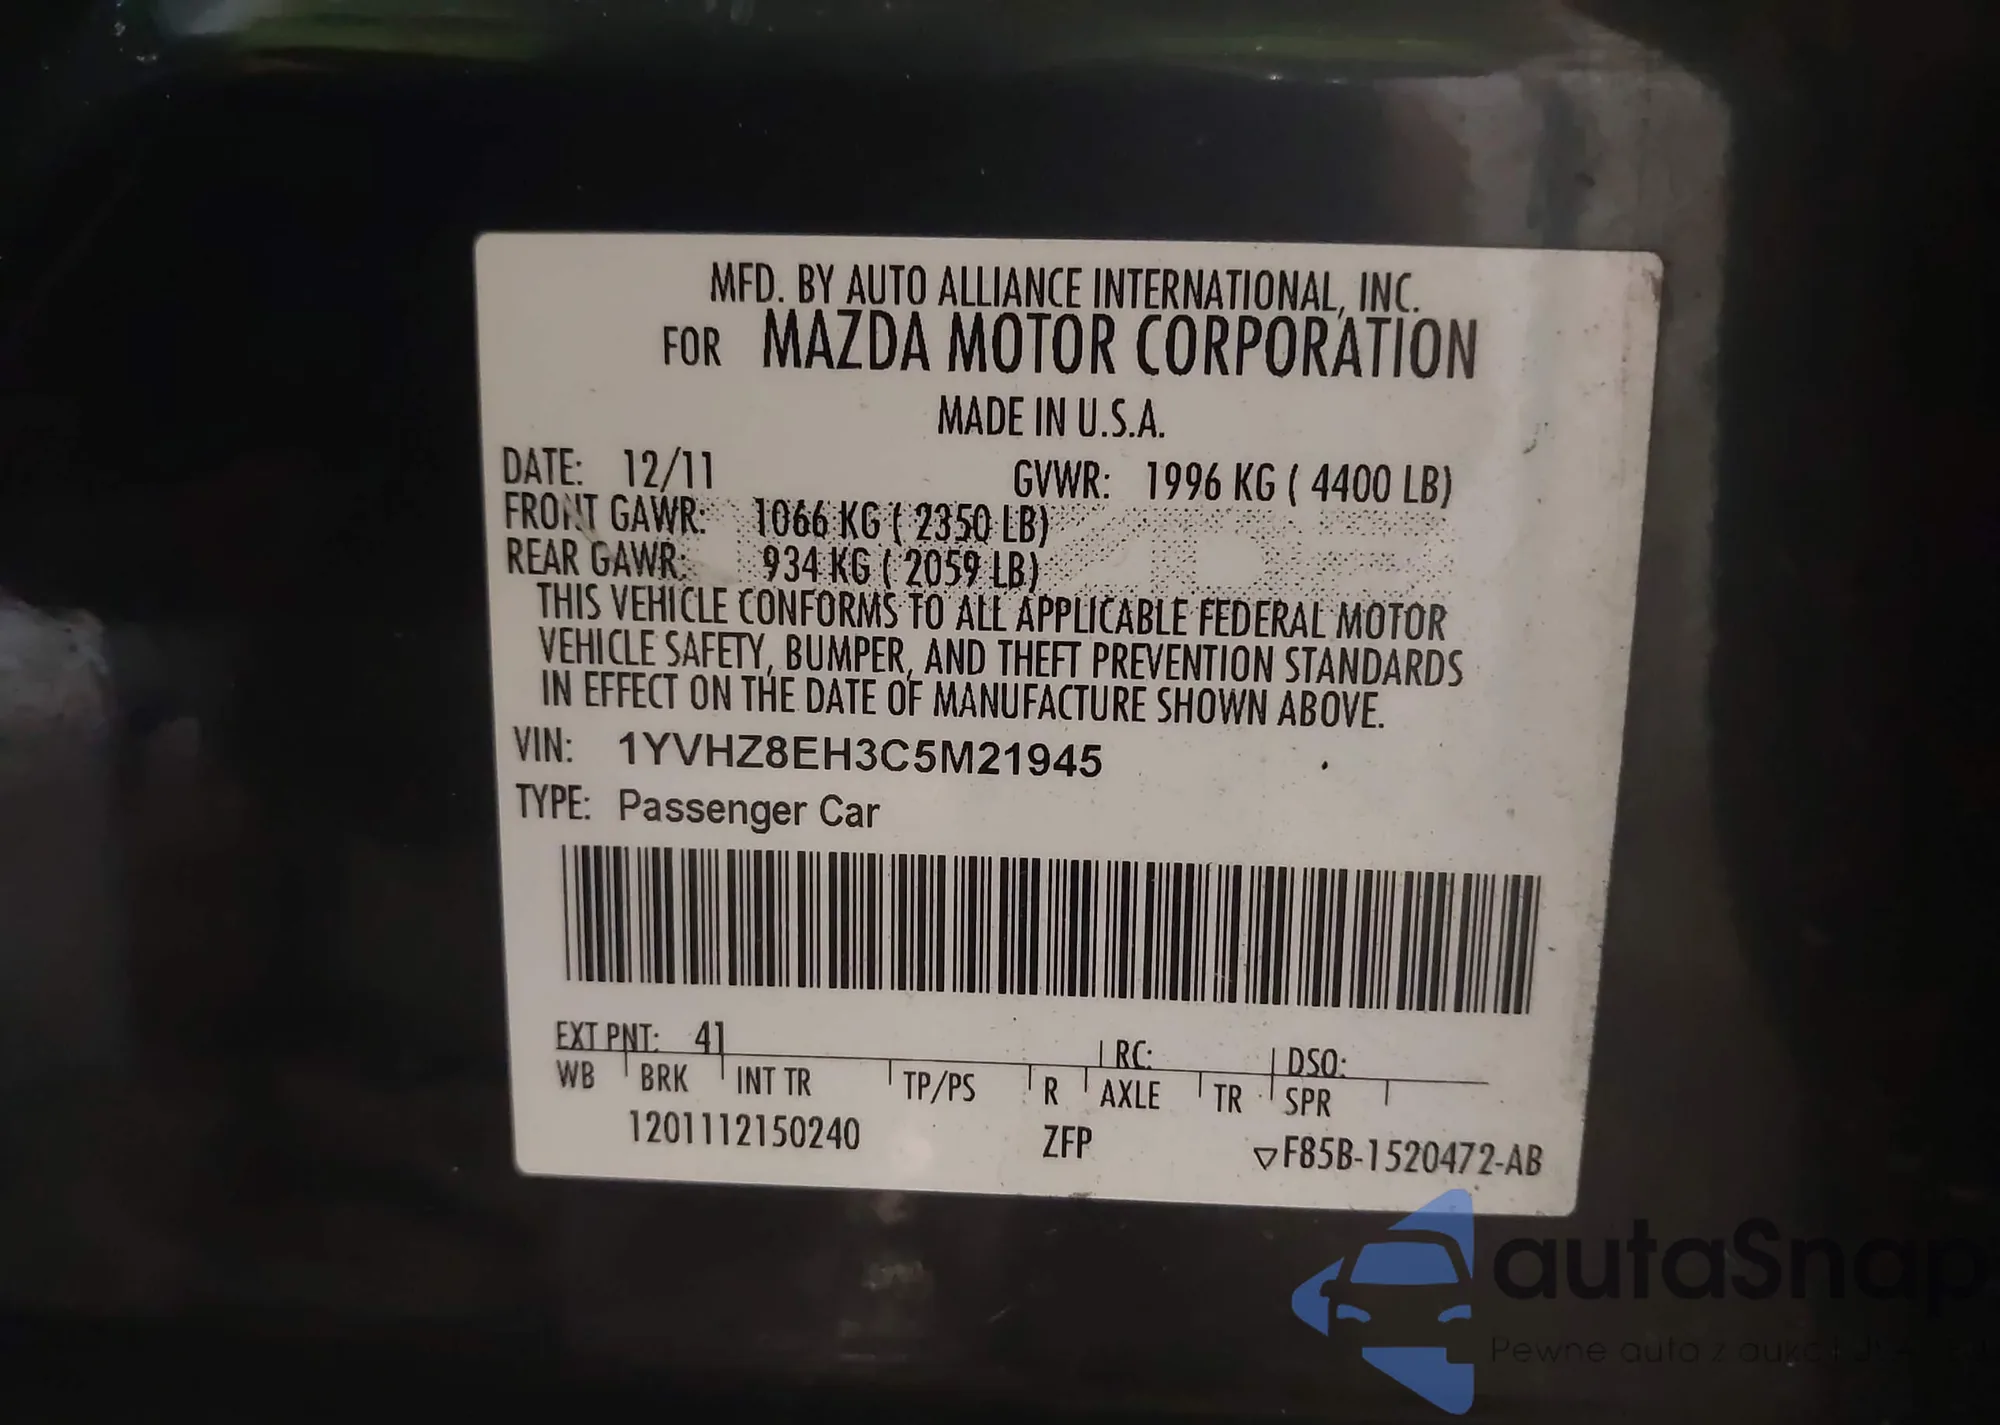 MFD. BY AUTO ALLIANCE INTERNATIONAL, INC.
FOR MAZDA MOTOR CORPORATION
MADE IN U.S.A.
DATE: 12/11 GVWR: 1996 KG ( 4400 LB)
FRONT GAWR: 1066 KG ( 2350 LB)
REAR GAWR: 934 KG ( 2059 LB)
THIS VEHICLE CONFORMS TO ALL APPLICABLE FEDERAL MOTOR
VEHICLE SAFETY, BUMPER, AND THEFT PREVENTION STANDARDS
IN EFFECT ON THE DATE OF MANUFACTURE SHOWN ABOVE.
VIN: 1YVHZ8EH3C5M21945
TYPE: Passenger Car
EXT PNT: 41 RC: DSO:
WB BRK INT TR TP/PS R AXLE TR SPR
1201112150240 ZFP ▽F85B-1520472-AB
autoSnap
Pewne auta z